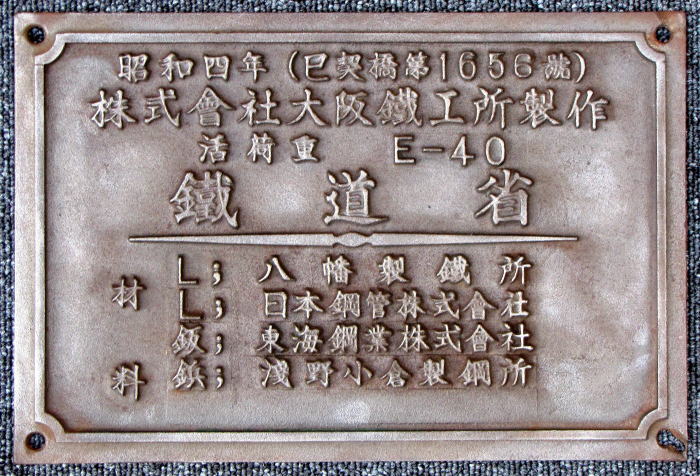 昭和四年(巳契橋第1656號)
株式會社大阪鐵工所製作
活荷重 E-40
鐵道省
材料
L; 八幡製鐵所
L; 日本鋼管株式會社
鈑; 東海鋼業株式會社
鋲; 淺野小倉製鋼所